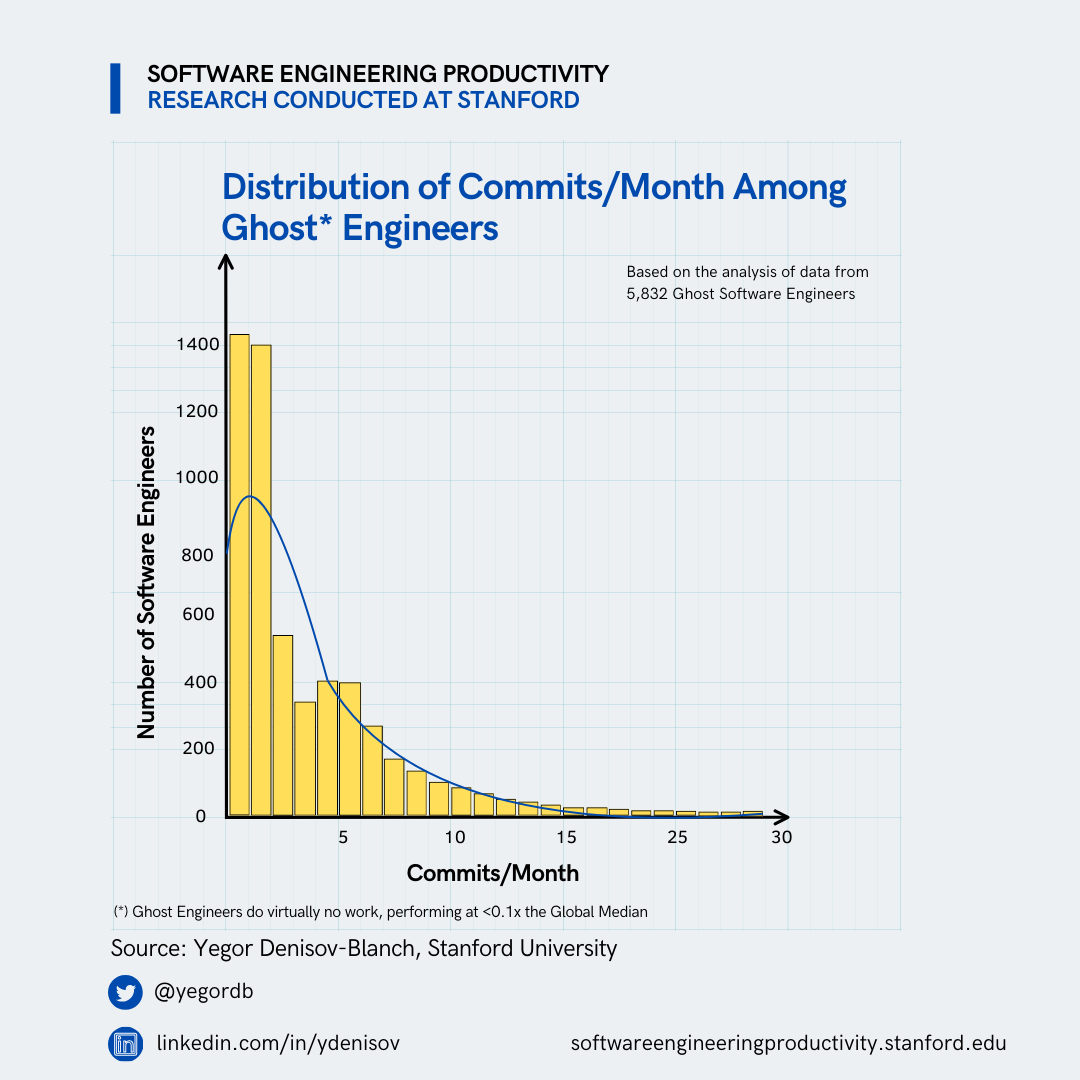 SOFTWARE ENGINEERING PRODUCTIVITY
RESEARCH CONDUCTED AT STANFORD
Distribution of Commits/Month Among
Ghost* Engineers
Based on the analysis of data from
5,832 Ghost Software Engineers
Number of Software Engineers
1400
1200
1000
800
600
400
200
0
5
10
15
25
30
Commits/Month
(*) Ghost Engineers do virtually no work, performing at <0.1x the Global Median
Source: Yegor Denisov-Blanch, Stanford University
@yegordb
in
linkedin.com/in/ydenisov
softwareengineeringproductivity.stanford.edu